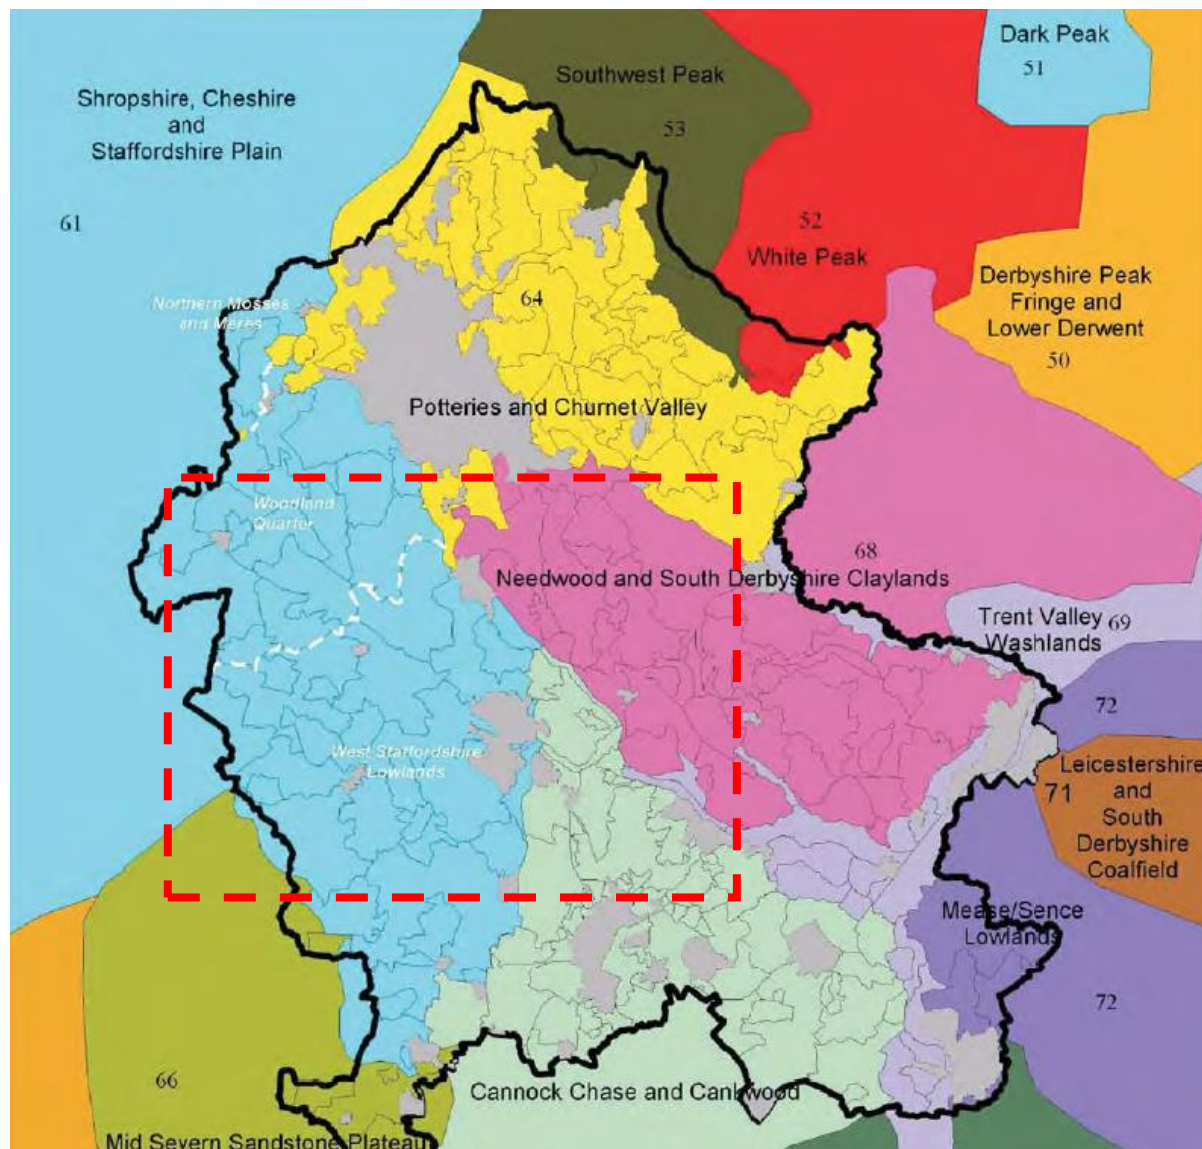 Dark Peak
51
Southwest Peak
53
Shropshire, Cheshire
and
Staffordshire Plain
61
52
White Peak
Derbyshire Peak
Fringe and
Lower Derwent
50
Northern Mosses
and Meres
64
Potteries and Churnet Valley
Woodland
Quarter
68
Needwood and South Derbyshire Claylands
Trent Valley 69
Washlands
72
West Staffordshire
Lowlands
Leicestershire
71 and
South
Derbyshire
Coalfield
Mease/Sence
Lowlands
72
66
Cannock Chase and Cankwood
Mid Severn Sandstone Plateau